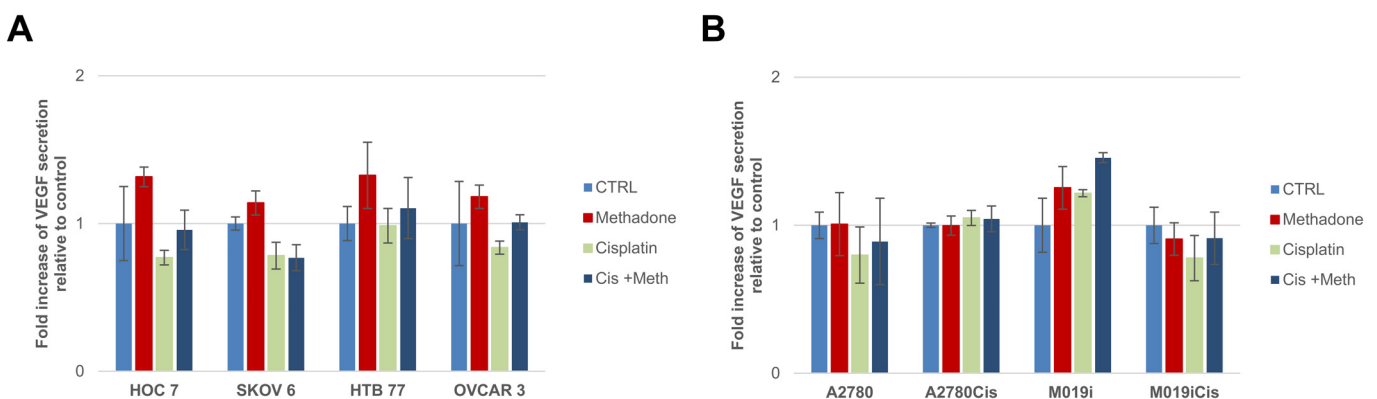 A
Fold increase of VEGF secretion
relative to control
2
1
0
HOC 7 SKOV 6 HTB 77 OVCAR 3
CTRL
Methadone
Cisplatin
Cis +Meth
B
Fold increase of VEGF secretion
relative to control
2
1
0
A2780 A2780Cis M019i M019iCis
CTRL
Methadone
Cisplatin
Cis +Meth